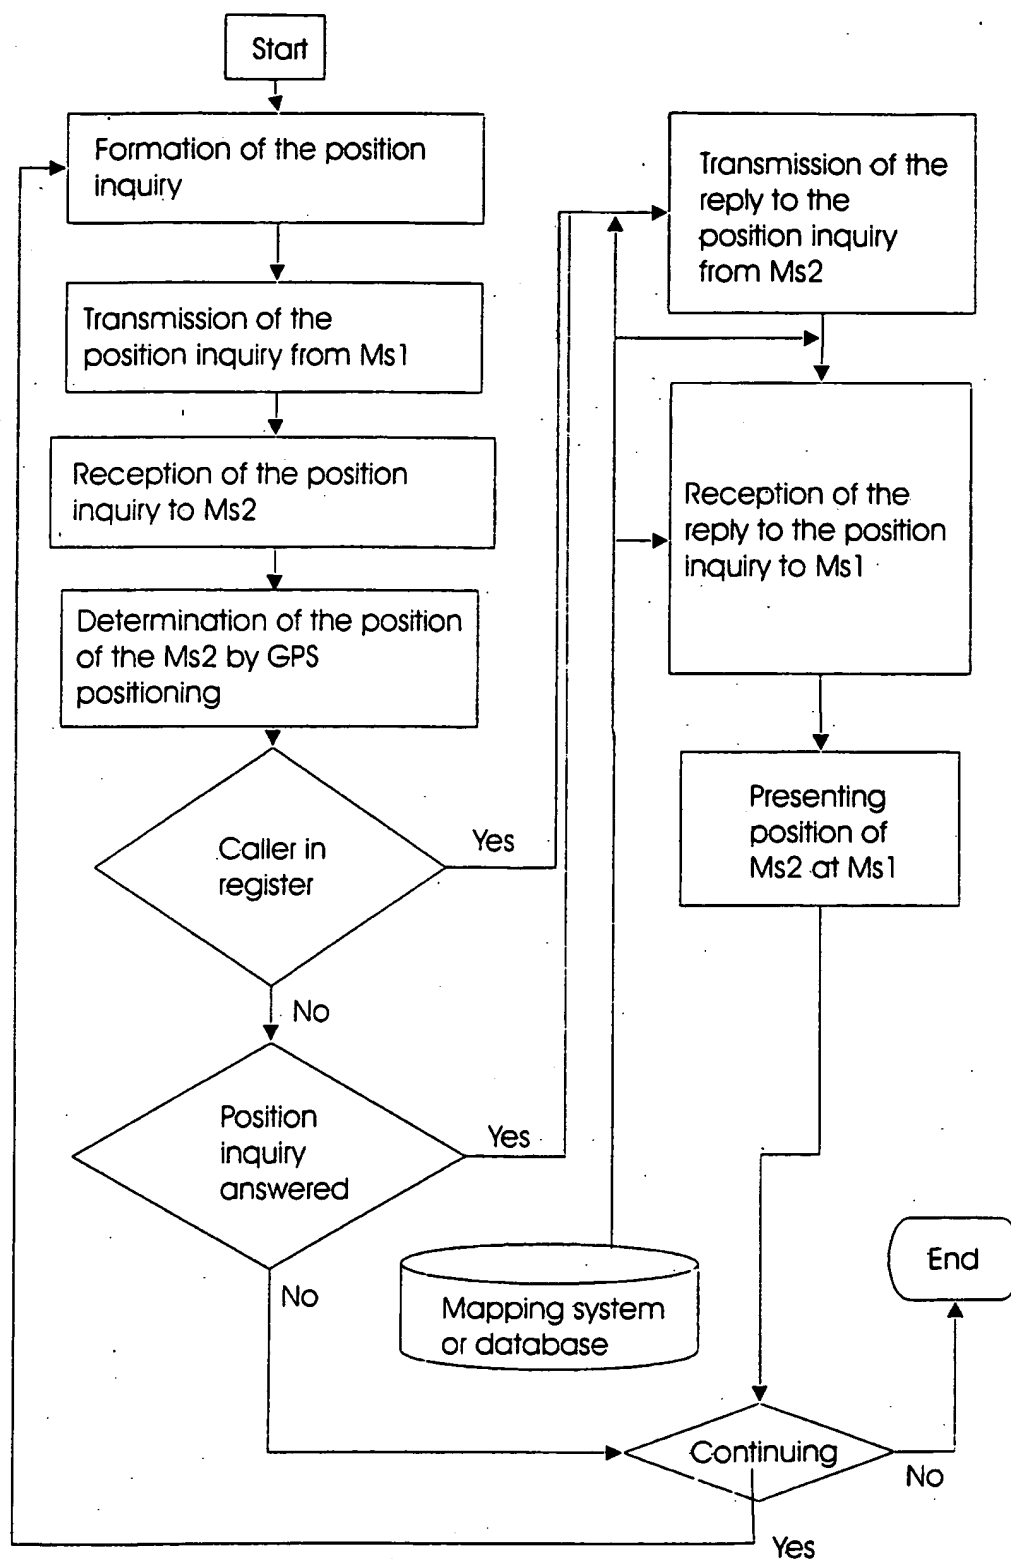 Start
Formation of the position
inquiry
Transmission of the
position inquiry from Ms1
Reception of the position
inquiry to Ms2
Determination of the position
of the Ms2 by GPS
positioning
Caller in
register
Yes
No
Position
inquiry
answered
Yes
No
Mapping system
or database
Transmission of the
reply to the
position inquiry
from Ms2
Reception of the
reply to the position
inquiry to Ms1
Presenting
position of
Ms2 at Ms1
Continuing
No
End
Yes